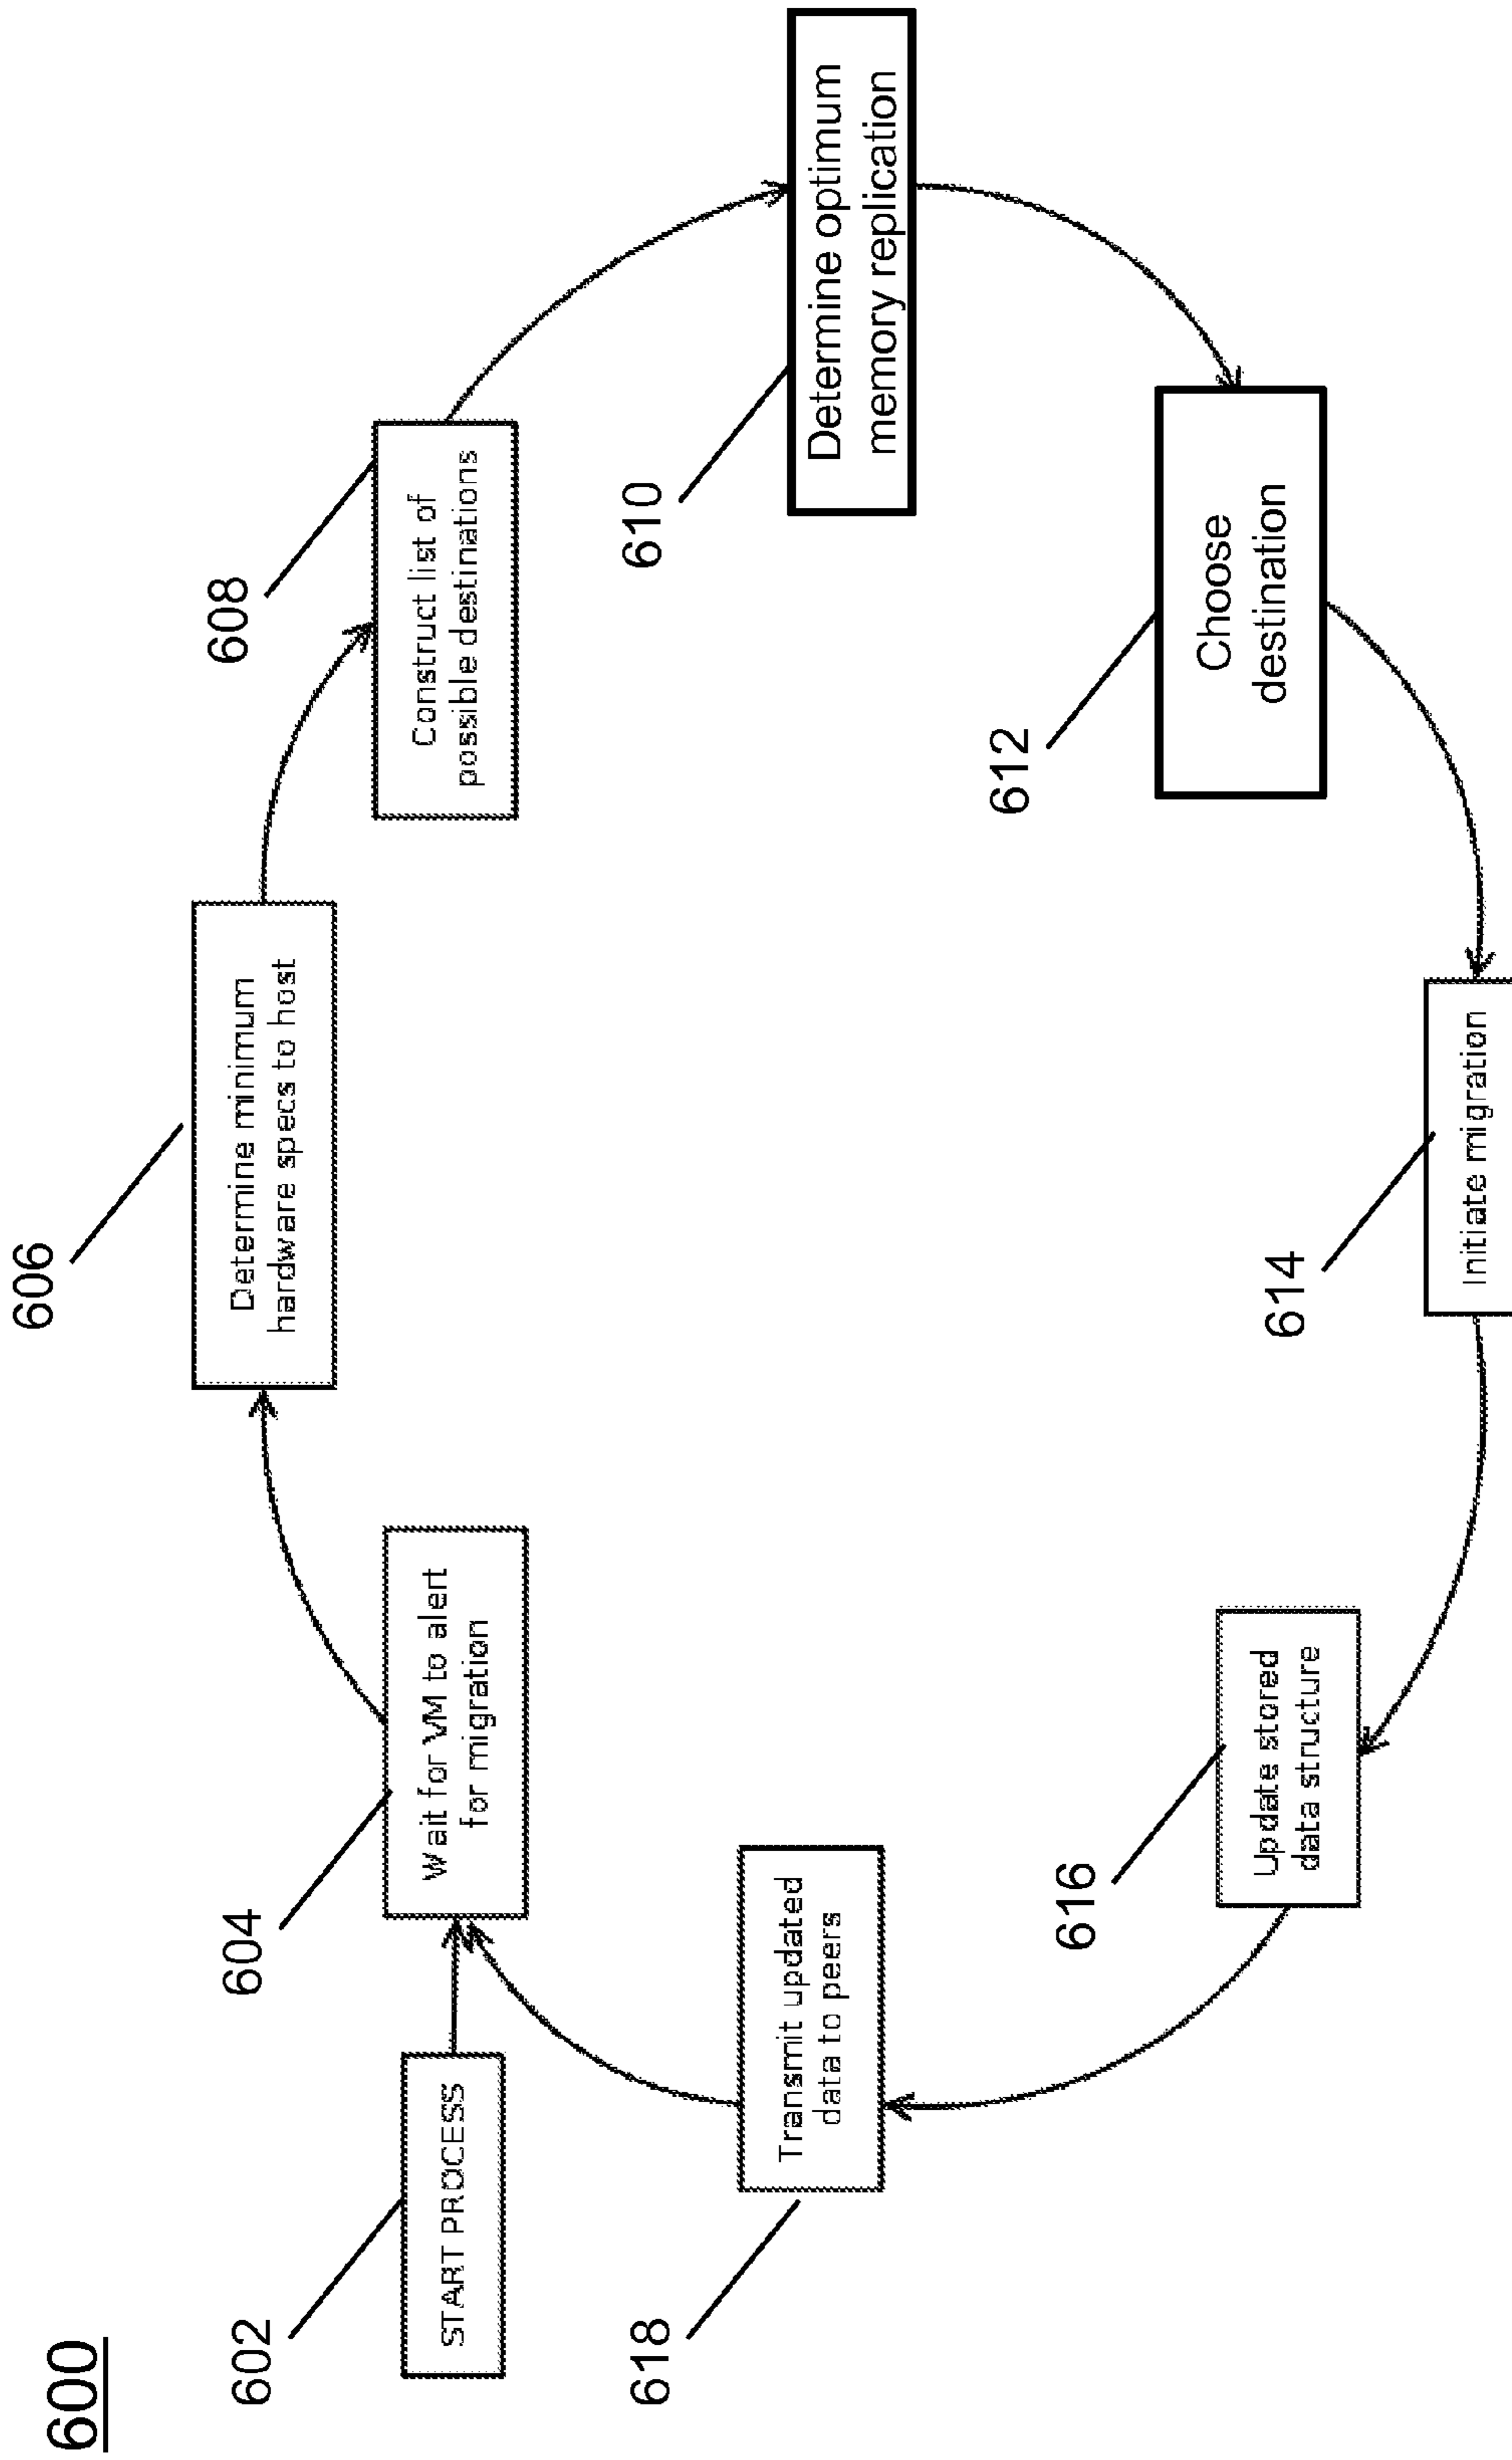 600
602
START PROCESS
604
Wait for VM to alert
for migration
606
Determine minimum
hardware specs to host
608
Construct list of
possible destinations
610
Determine optimum
memory replication
612
Choose
destination
614
Initiate migration
616
Update stored
data structure
618
Transmit updated
data to peers